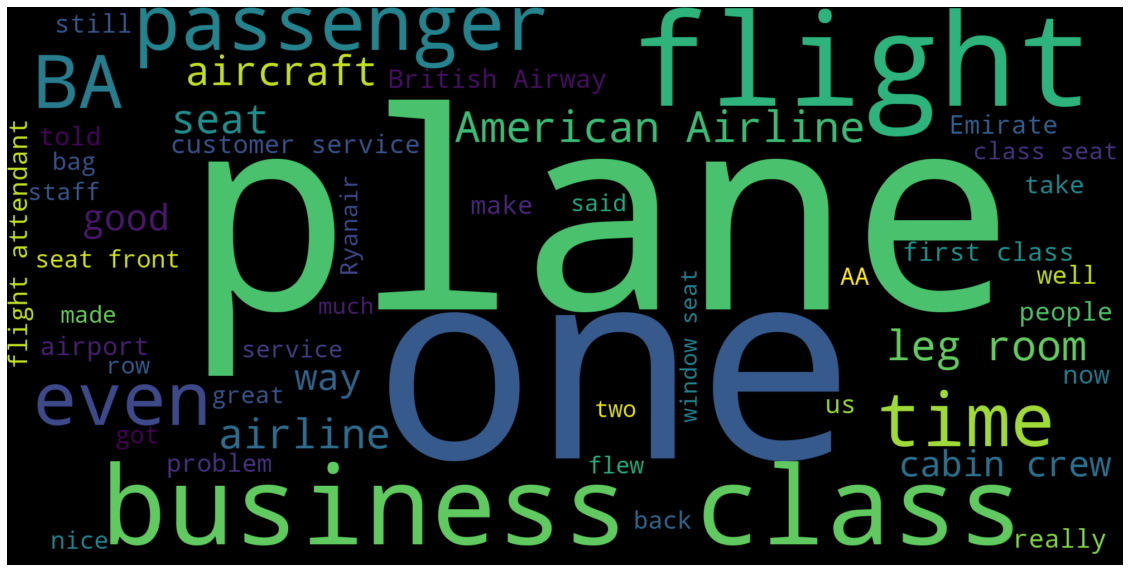 still
passenger
flight
BA
aircraft
British Airway
seat
American Airline
Emirate
told
customer service
class seat
bag
plane
staff
flight attendant
Ryanair
make
said
take
good
seat front
first class
AA
well
window seat
much
one
made
people
airport
service
leg room
row
way
now
even
great
two
us
time
got
airline
problem
flew
cabin crew
business class
back
nice
really